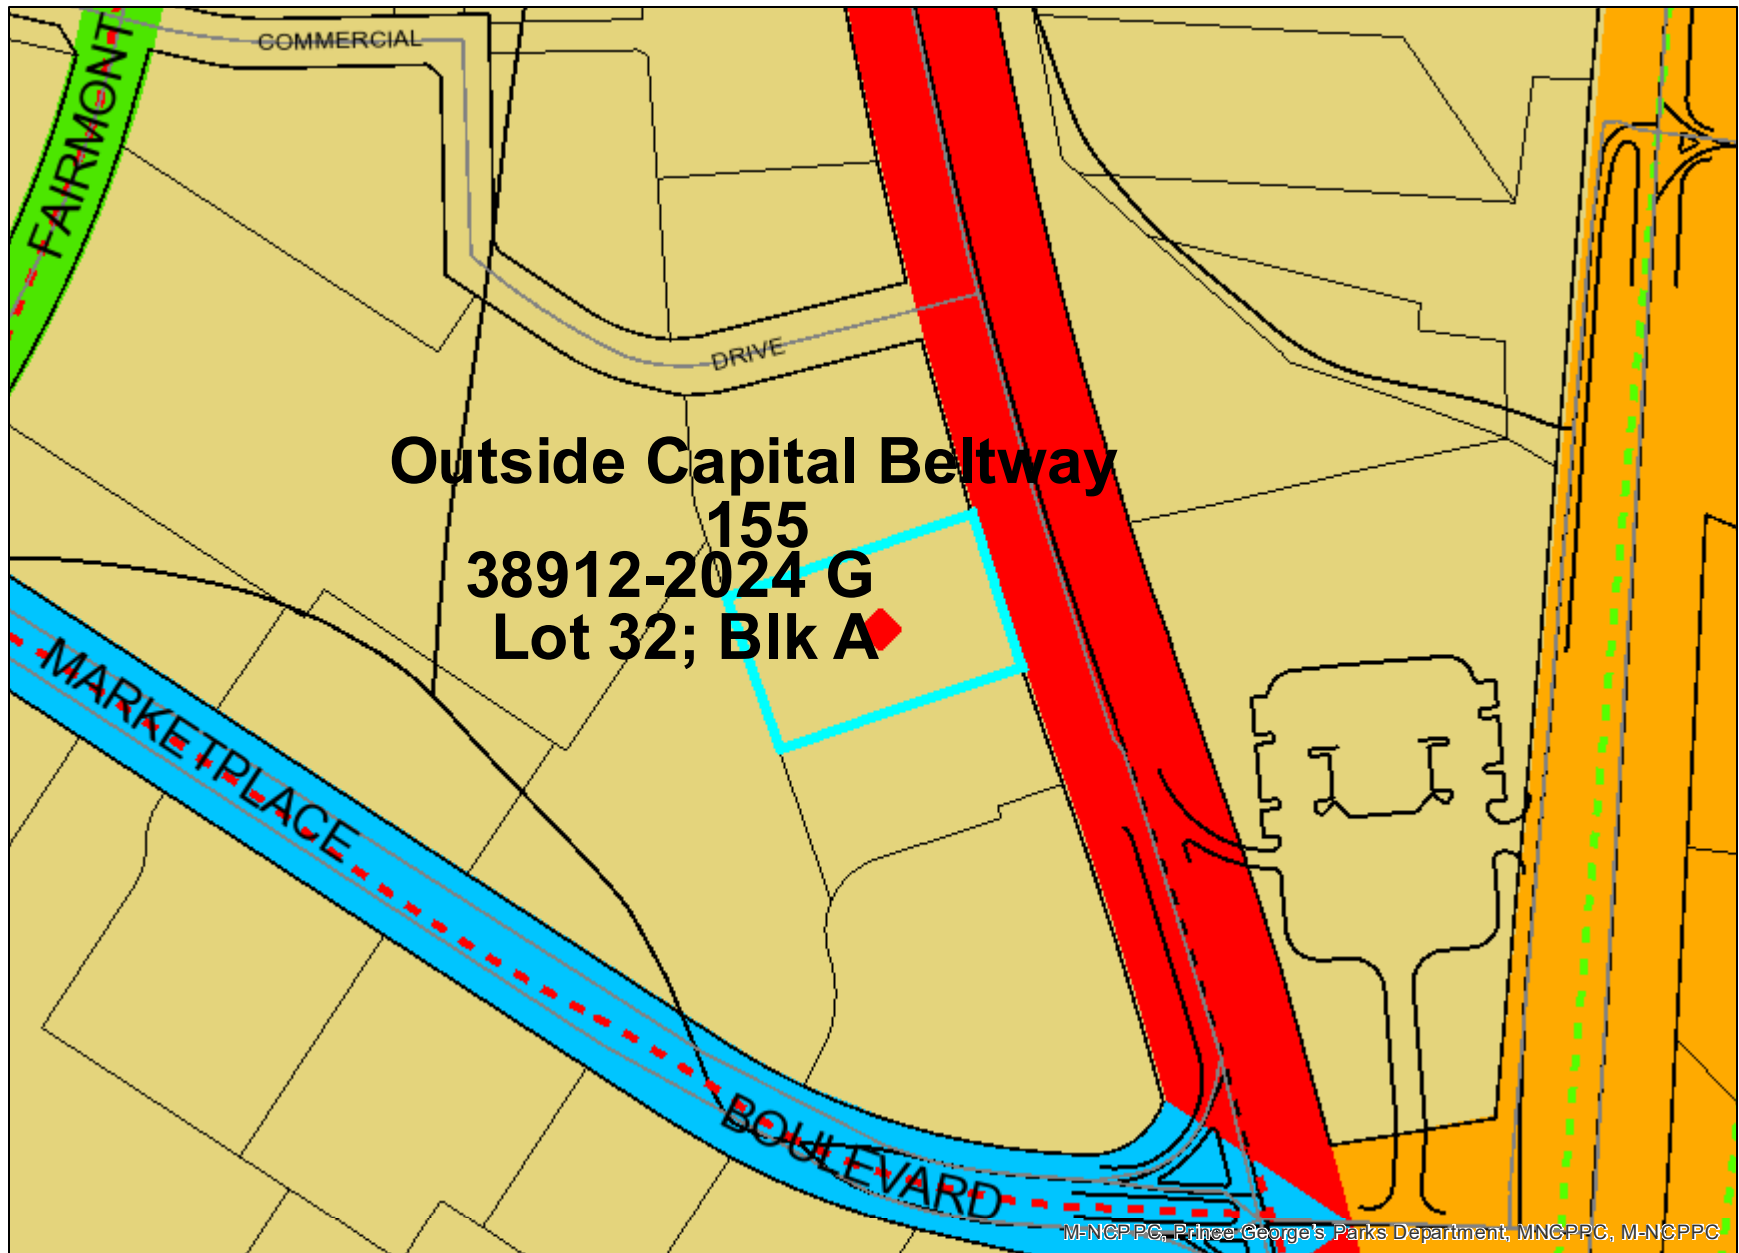 COMMERCIAL
FAIRMONT
DRIVE
Outside Capital Beltway
155
38912-2024 G
Lot 32; Blk A
MARKETPLACE
BOULEVARD
M-NCPPC, Prince George's Parks Department, MNCPPC, M-NCPPC